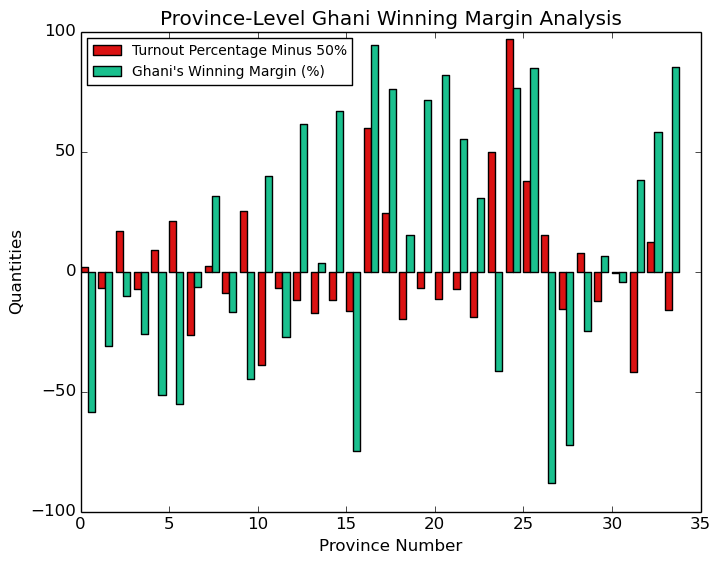 Province-Level Ghani Winning Margin Analysis
Turnout Percentage Minus 50%
Ghani's Winning Margin (%)
Quantities
100
50
0
−50
−100
0 5 10 15 20 25 30 35
Province Number